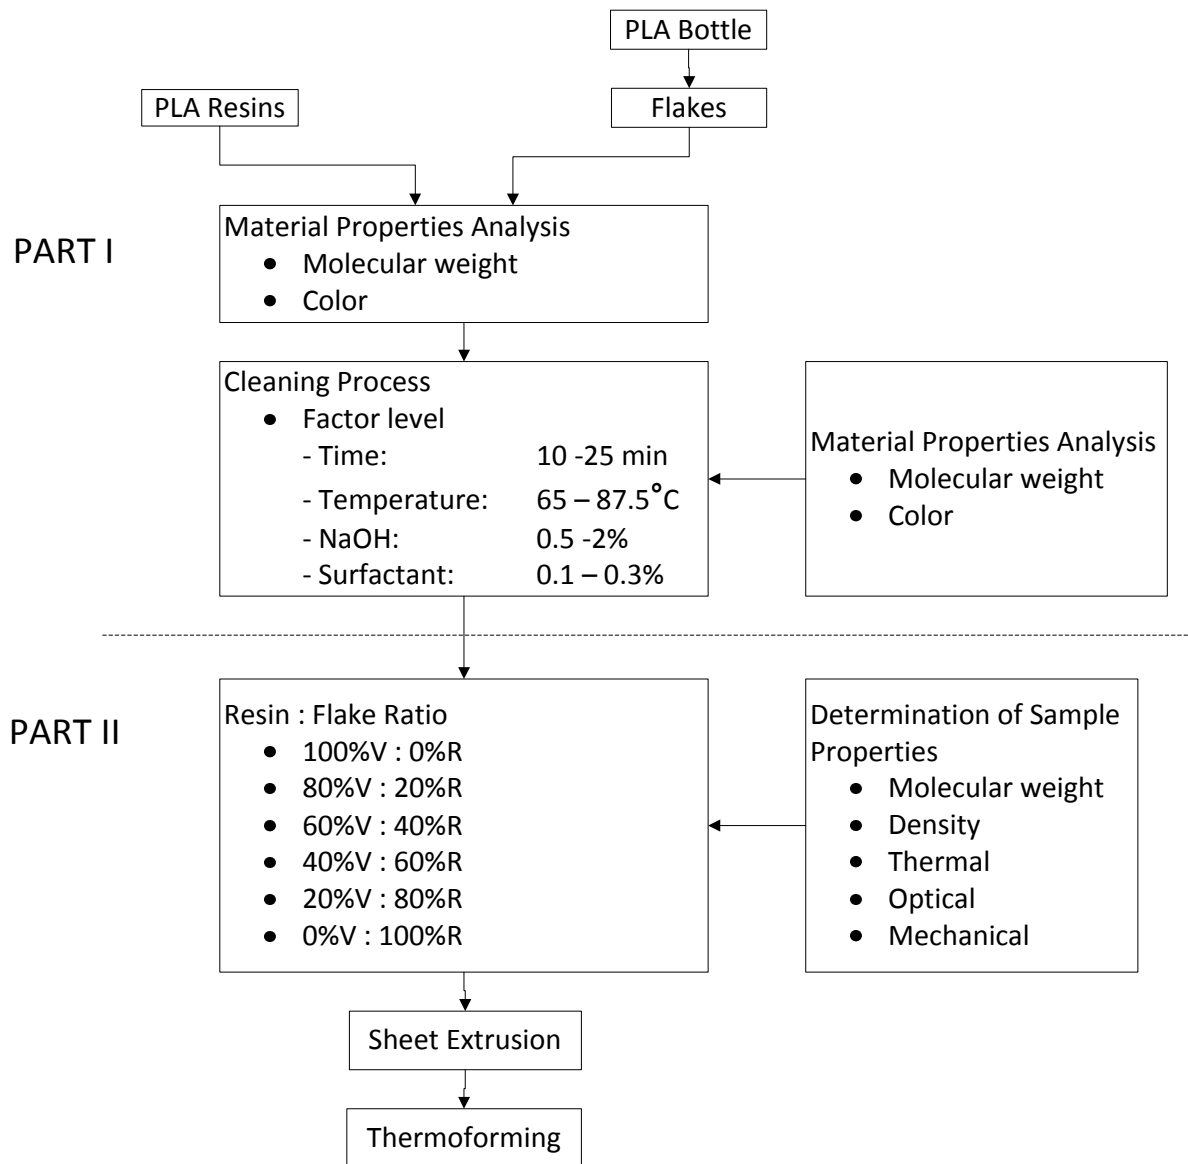 PLA Bottle
PLA Resins
Flakes
PART I
Material Properties Analysis
● Molecular weight
● Color
Cleaning Process
● Factor level
- Time: 10 -25 min
- Temperature: 65 – 87.5°C
- NaOH: 0.5 -2%
- Surfactant: 0.1 – 0.3%
Material Properties Analysis
● Molecular weight
● Color
PART II
Resin : Flake Ratio
● 100%V : 0%R
● 80%V : 20%R
● 60%V : 40%R
● 40%V : 60%R
● 20%V : 80%R
● 0%V : 100%R
Determination of Sample
Properties
● Molecular weight
● Density
● Thermal
● Optical
● Mechanical
Sheet Extrusion
Thermoforming